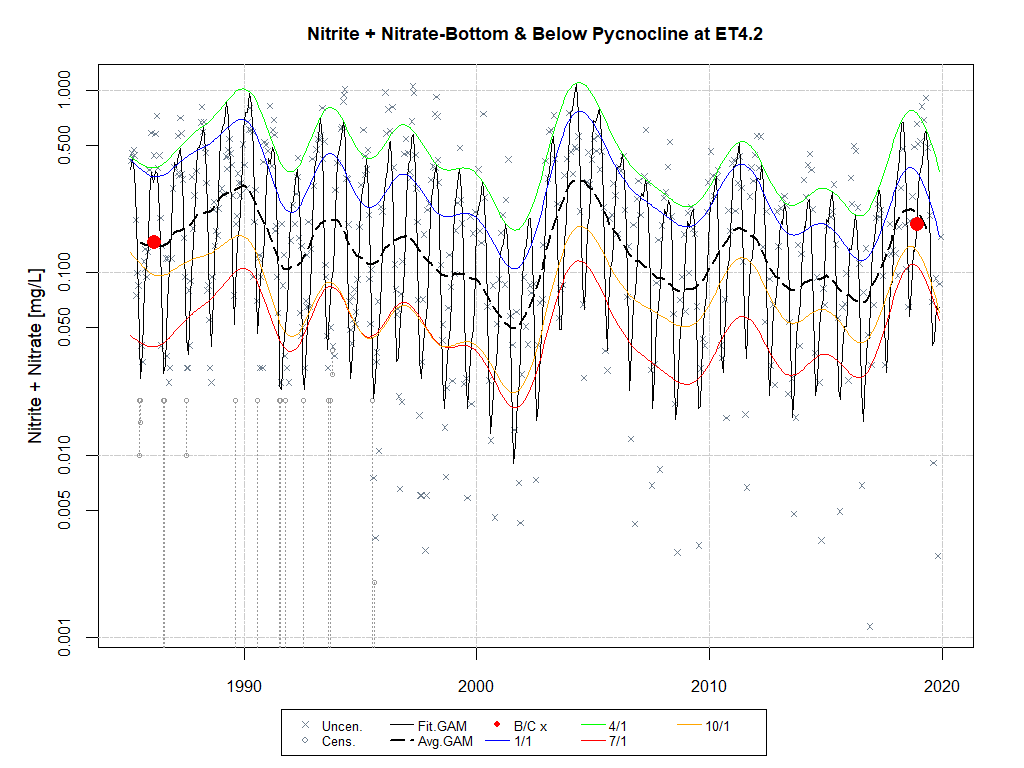 Nitrite + Nitrate-Bottom & Below Pycnocline at ET4.2
Nitrite + Nitrate [mg/L]
1.000
0.500
0.100
0.050
0.010
0.005
0.001
1990
2000
2010
2020
Uncen. Fit.GAM B/C x 4/1 10/1
Cens. Avg.GAM 1/1 7/1